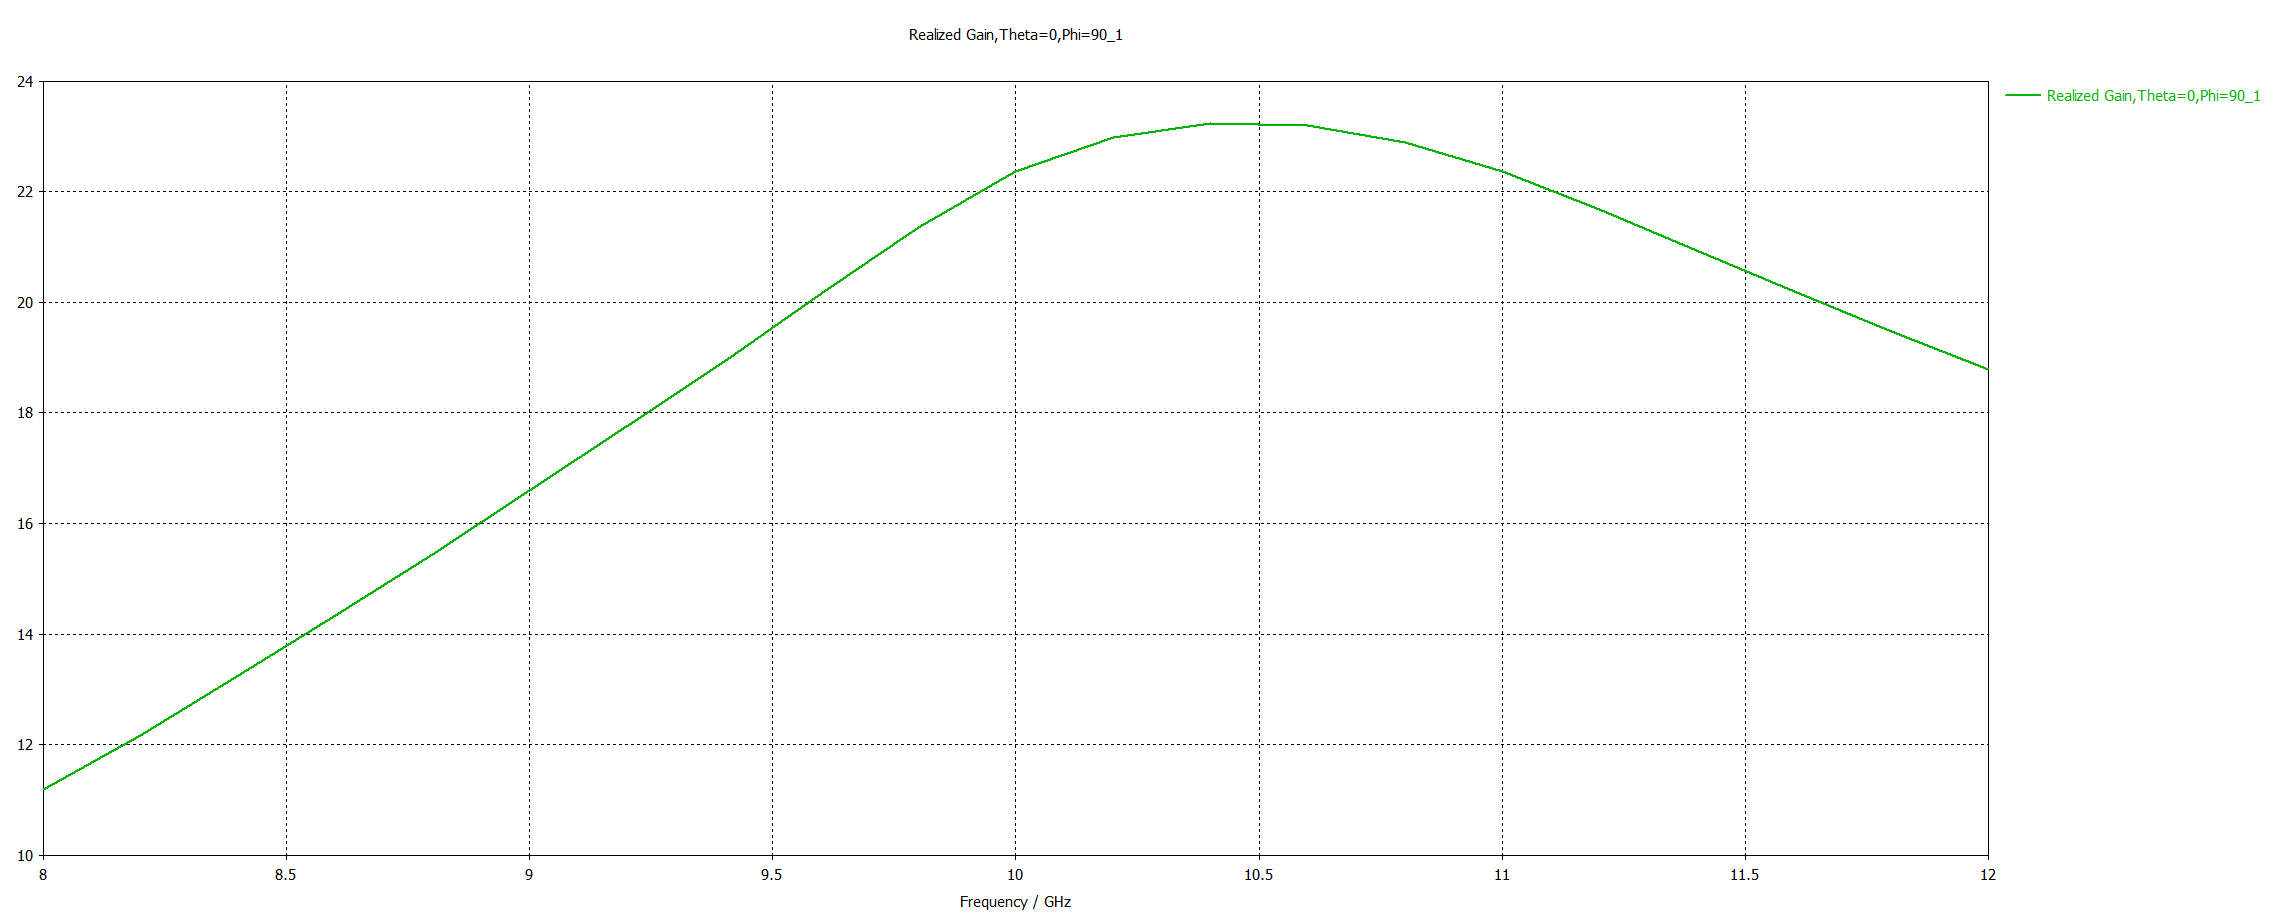 Realized Gain,Theta=0,Phi=90_1
24
22
20
18
16
14
12
10
8 8.5 9 9.5 10 10.5 11 11.5 12
Frequency / GHz
Realized Gain,Theta=0,Phi=90_1